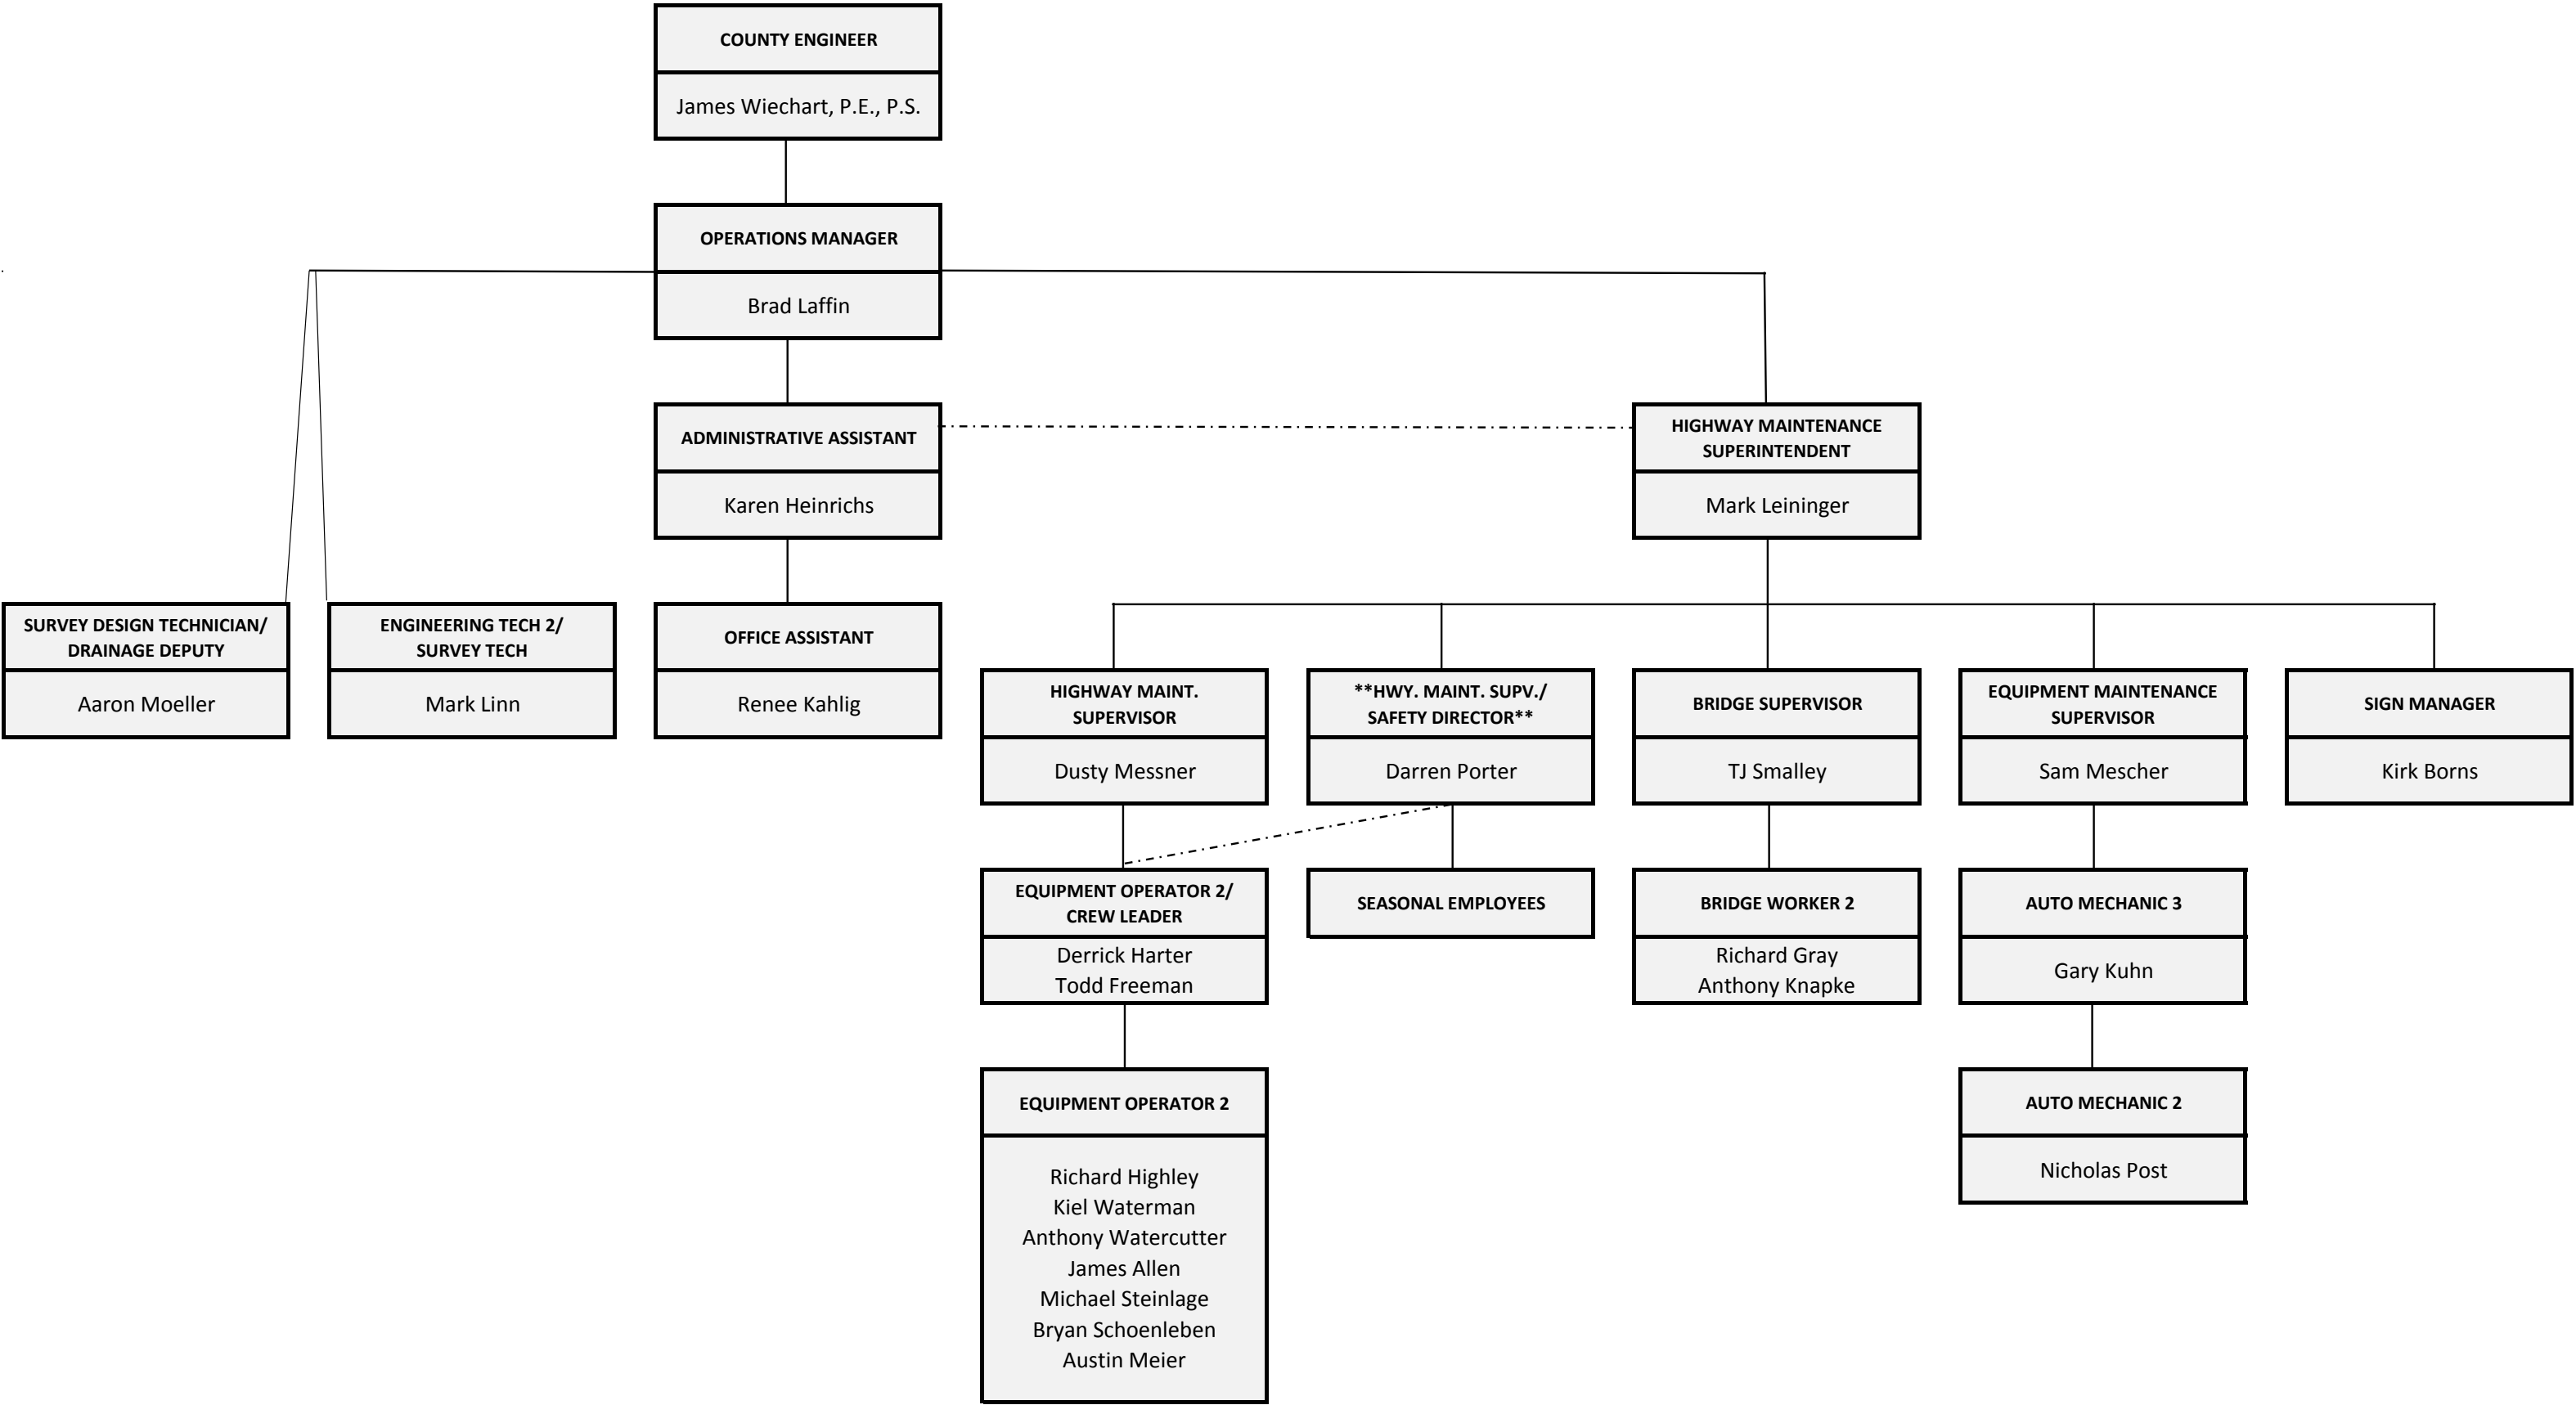 COUNTY ENGINEER
James Wiechart, P.E., P.S.
OPERATIONS MANAGER
Brad Laffin
ADMINISTRATIVE ASSISTANT
Karen Heinrichs
HIGHWAY MAINTENANCE
SUPERINTENDENT
Mark Leininger
SURVEY DESIGN TECHNICIAN/
DRAINAGE DEPUTY
Aaron Moeller
ENGINEERING TECH 2/
SURVEY TECH
Mark Linn
OFFICE ASSISTANT
Renee Kahlig
HIGHWAY MAINT.
SUPERVISOR
Dusty Messner
**HWY. MAINT. SUPV./
SAFETY DIRECTOR**
Darren Porter
BRIDGE SUPERVISOR
TJ Smalley
EQUIPMENT MAINTENANCE
SUPERVISOR
Sam Mescher
SIGN MANAGER
Kirk Borns
EQUIPMENT OPERATOR 2/
CREW LEADER
Derrick Harter
Todd Freeman
SEASONAL EMPLOYEES
BRIDGE WORKER 2
Richard Gray
Anthony Knapke
AUTO MECHANIC 3
Gary Kuhn
EQUIPMENT OPERATOR 2
Richard Highley
Kiel Waterman
Anthony Watercutter
James Allen
Michael Steinlage
Bryan Schoenleben
Austin Meier
AUTO MECHANIC 2
Nicholas Post